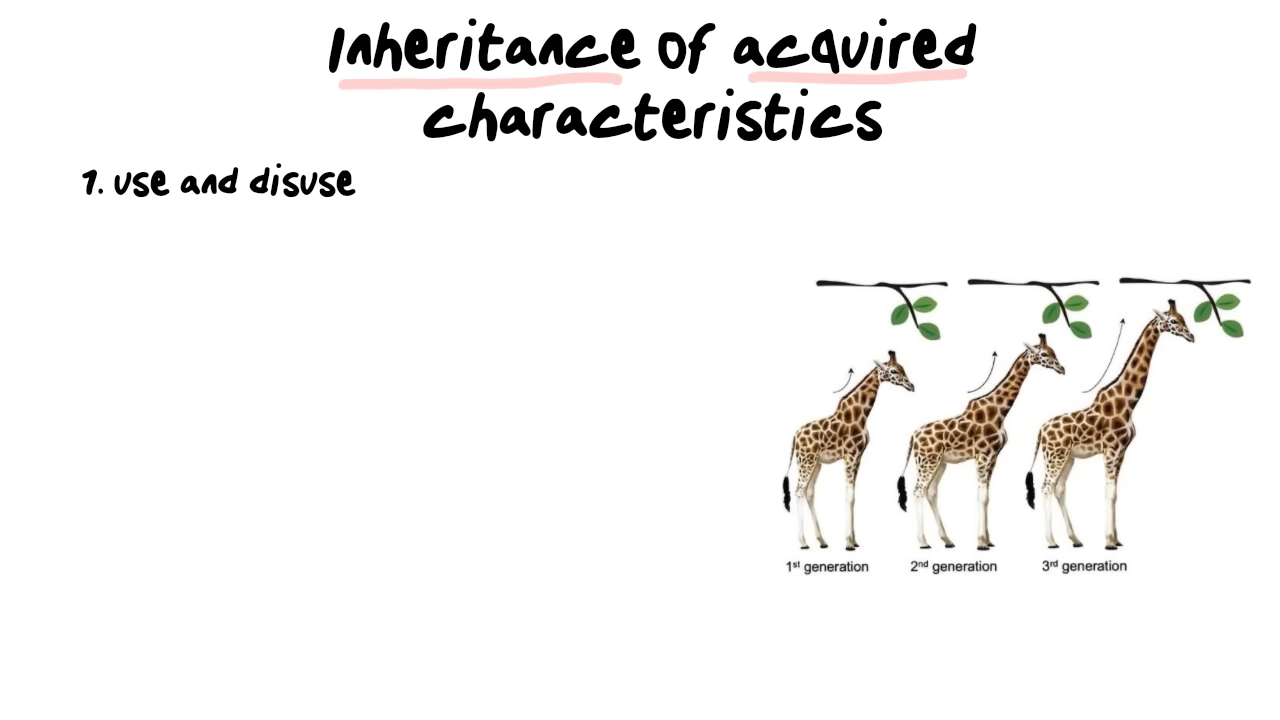 Inheritance of acquired
characteristics
1. use and disuse
1st generation
2nd generation
3rd generation